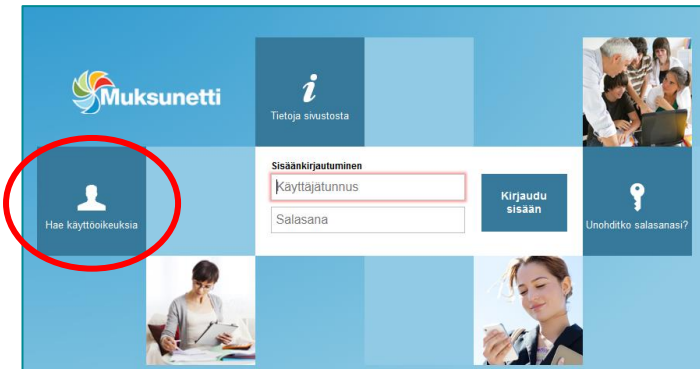 Muksunetti
i
Tietoja sivustosta
Hae käyttöoikeuksia
Sisäänkirjautuminen
Käyttäjätunnus
Salasana
Kirjaudu
sisään
Unohditko salasanasi?